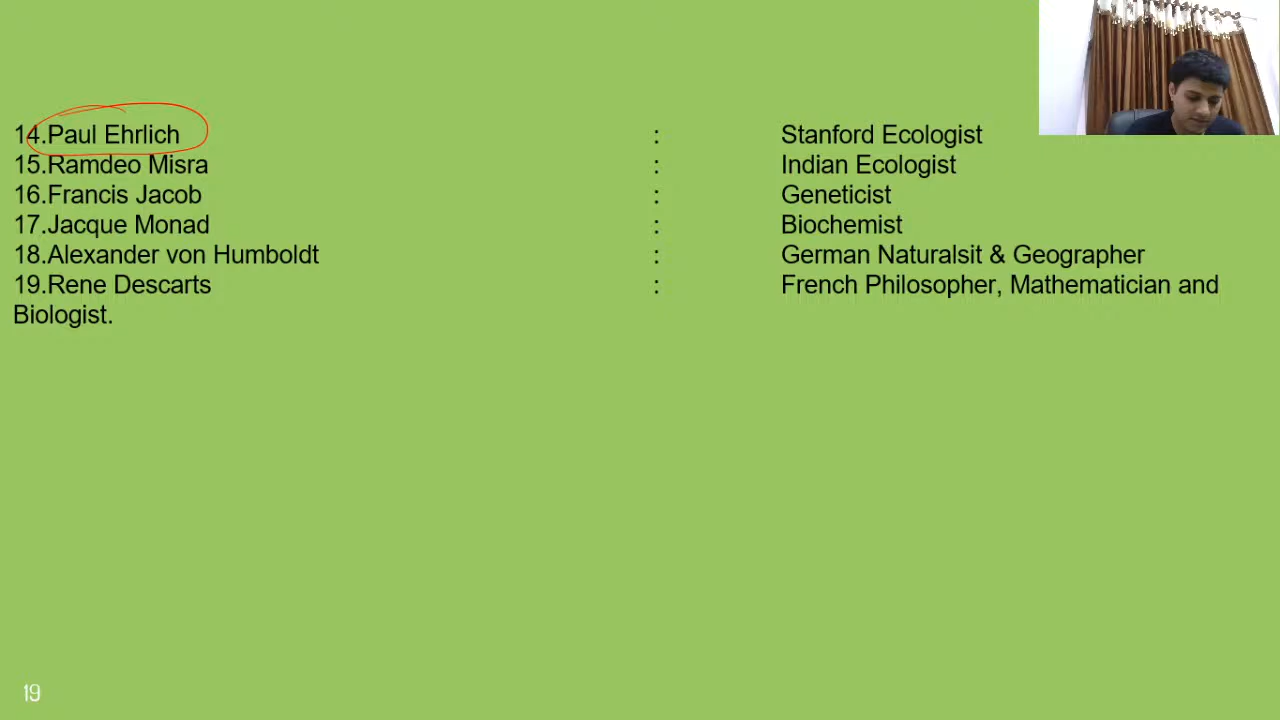 14.Paul Ehrlich : Stanford Ecologist
15.Ramdeo Misra : Indian Ecologist
16.Francis Jacob : Geneticist
17.Jacque Monad : Biochemist
18.Alexander von Humboldt : German Naturalsit & Geographer
19.Rene Descarts : French Philosopher, Mathematician and
Biologist.
19